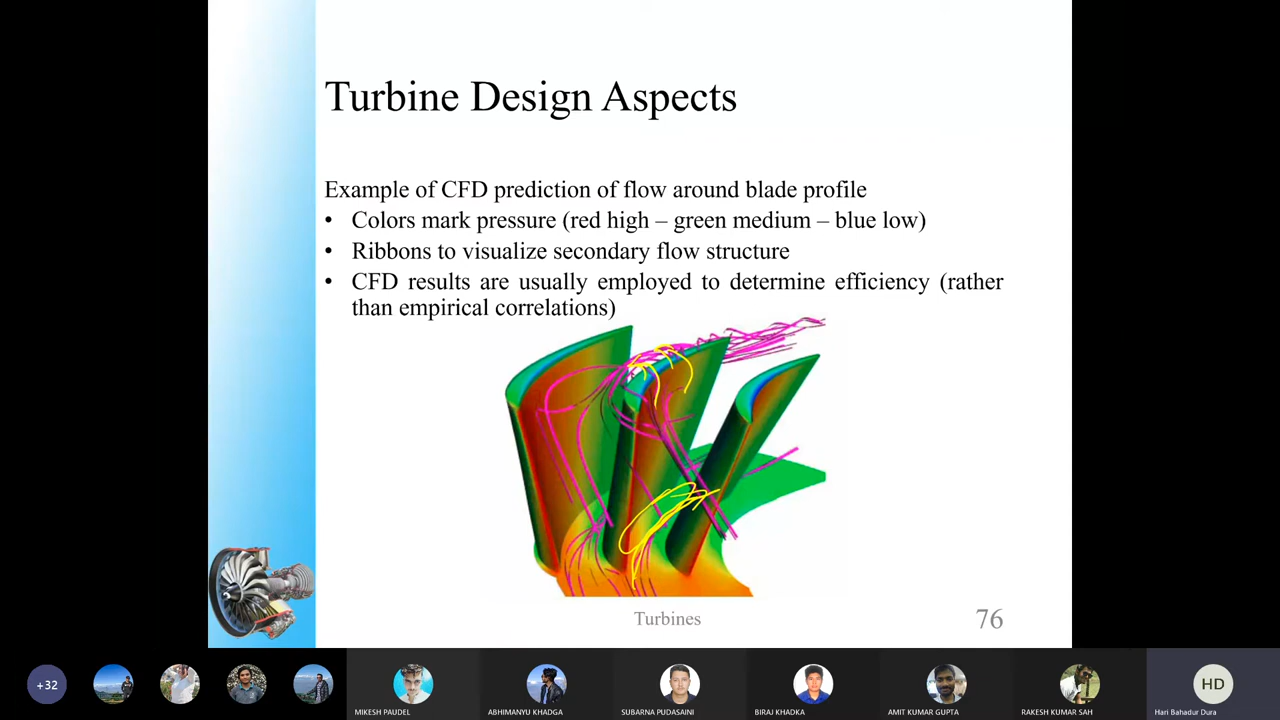 Turbine Design Aspects
Example of CFD prediction of flow around blade profile
• Colors mark pressure (red high – green medium – blue low)
• Ribbons to visualize secondary flow structure
• CFD results are usually employed to determine efficiency (rather
than empirical correlations)
Turbines
76
+32
MIKESH PAUDEL
ABHIMANYU KHADGA
SUBARNA PUDASAINI
BIRAJ KHADKA
AMIT KUMAR GUPTA
RAKESH KUMAR SAH
HD
Hari Bahadur Dura